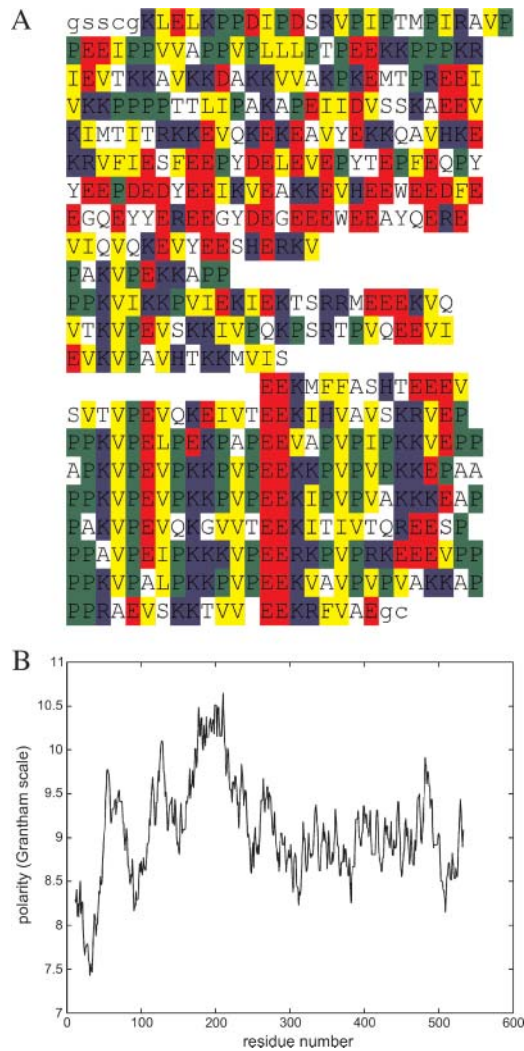 A
gsscgKLELKPPDIPDSRVPIPTMPIRAVP
PEEIPPVVAPPVPLLLPTPEEKKPPPKR
IEVTKKAVKKDAKKVVAKPKEMTPREEI
VKKPPPPTTLIPAKAPEIIDVSSKAEEV
KIMTITRKKEVQKEKEAVYEKKQAVHKE
KRVFIESFEEPYDELEVEPYTEPFEQPY
YEEPDEDYEEIKVEAKKEVHEEWEEDFE
EGQEYYEREEGYDEGEEEWEEAYQERE
VIQVQKEVYEESHERKV
PAKVPEKKAPP
PPKVIKKPVIEKIEKTSRRMEEEKVQ
VTKVPEVSKKIVPQKPSRTPVQEEVI
EVKVPAVHTKKMVIS
EEKMFFASHTEEEV
SVTVPEVQKEIVTEEKIHVAVSKRVEP
PPKVPELPEKPAPEEVAPVPIPKKVEPP
APKVPEVPKKPVPEEKKPVPVPKKEPAA
PPKVPEVPKKPVPEEKIPVPVAKKKEAP
PAKVPEVQKGVVTEEKITIVTQREESP
PPAVPEIPKKKVPEERKPVPRKEEEVPP
PPKVPALPKKPVPEEKVAVPVPVAKKAP
PPRAEVSKKTVV EEKRFVAEgc
B
11
10.5
10
9.5
9
8.5
8
7.5
7
polarity (Grantham scale)
0 100 200 300 400 500 600
residue number